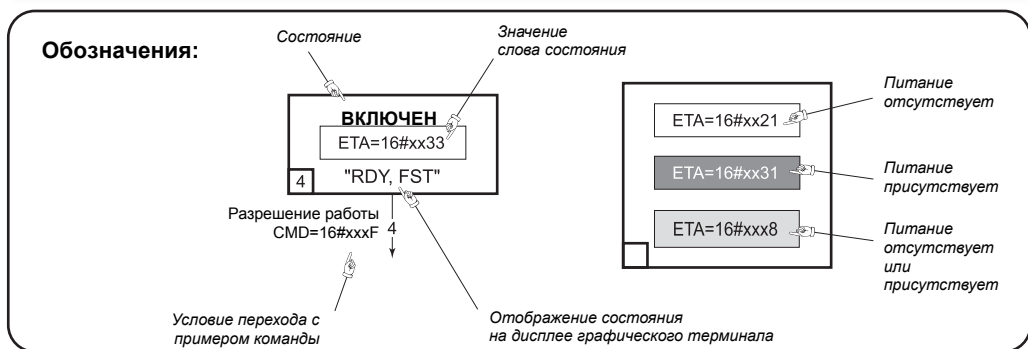 Обозначения:
Состояние
Значение
слова состояния
ВКЛЮЧЕН
ETA=16#xx33
4
"RDY, FST"
Разрешение работы
CMD=16#xxxF
4
Условие перехода с
примером команды
Отображение состояния
на дисплее графического терминала
ETA=16#xx21
Питание
отсутствует
ETA=16#xx31
Питание
присутствует
ETA=16#xxx8
Питание
отсутствует
или
присутствует